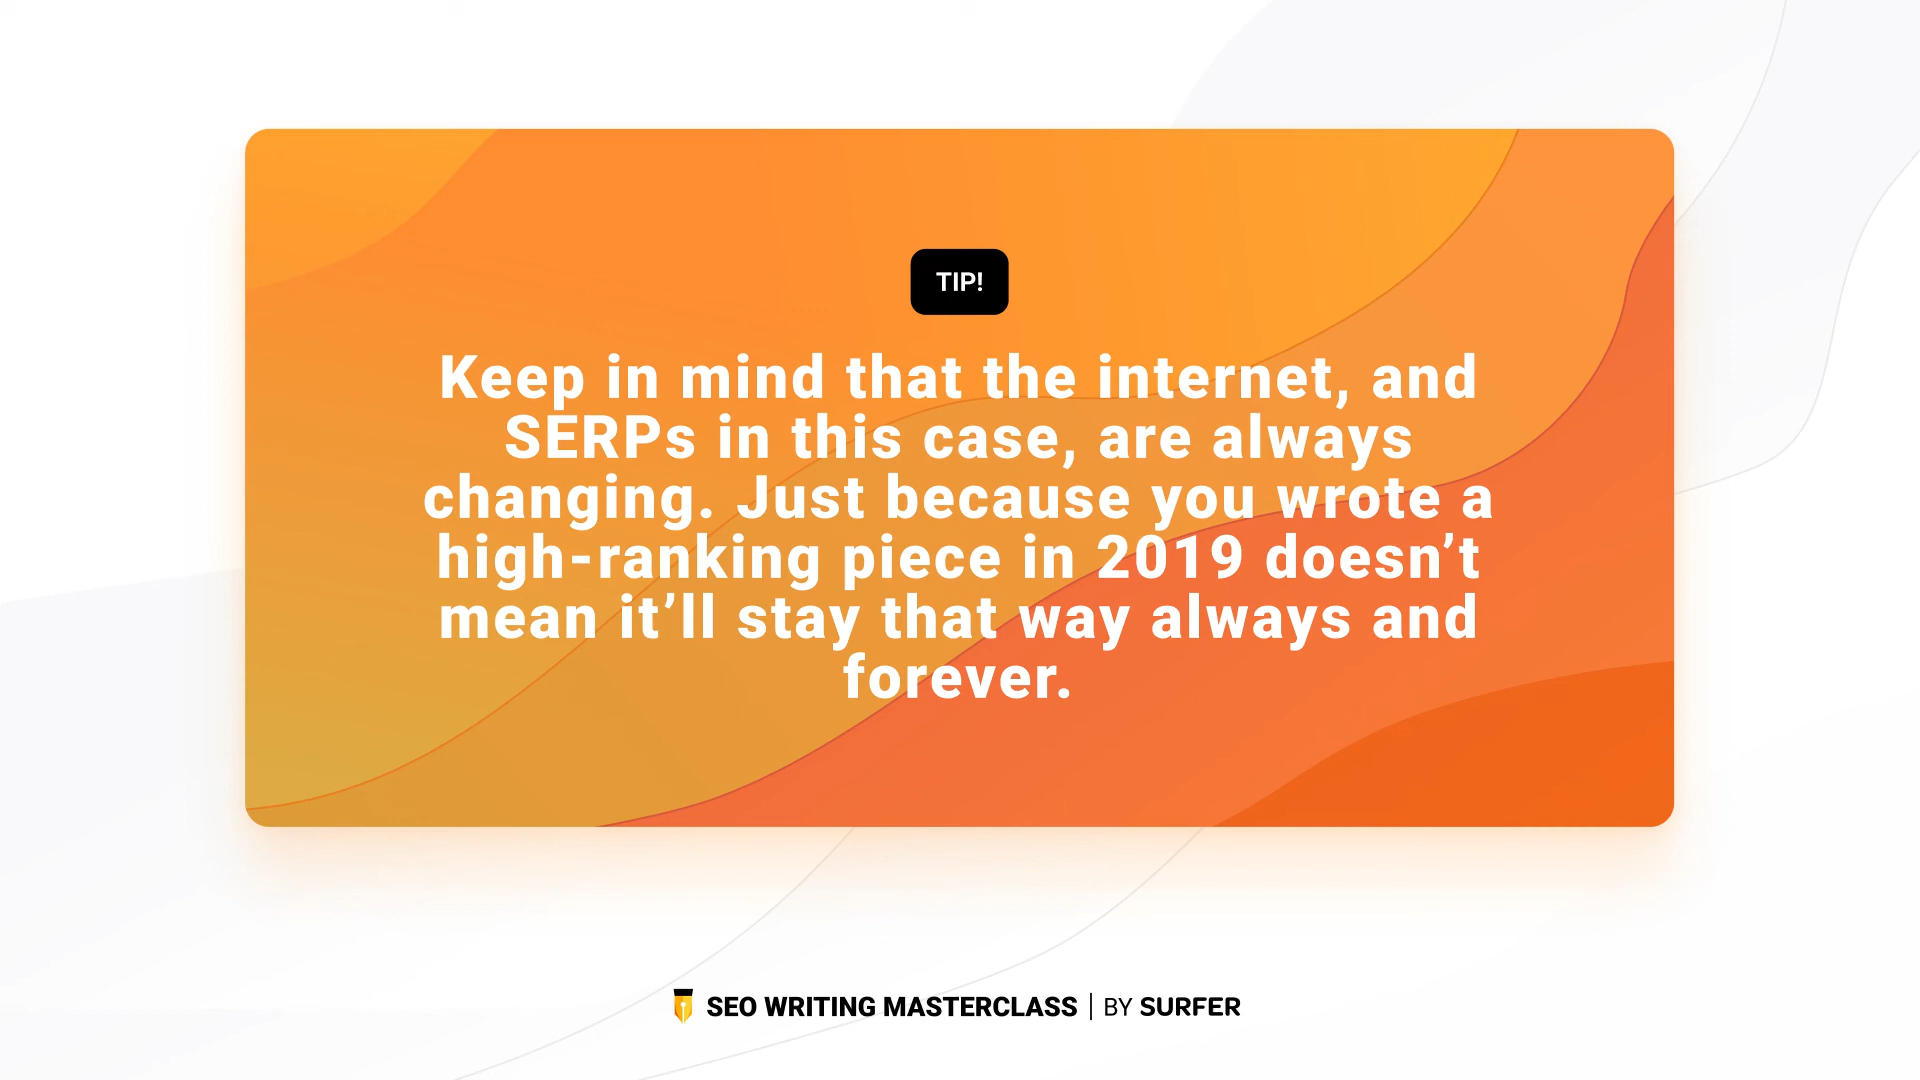 TIP!
Keep in mind that the internet, and
SERPs in this case, are always
changing. Just because you wrote a
high-ranking piece in 2019 doesn’t
mean it’ll stay that way always and
forever.
SEO WRITING MASTERCLASS | BY SURFER